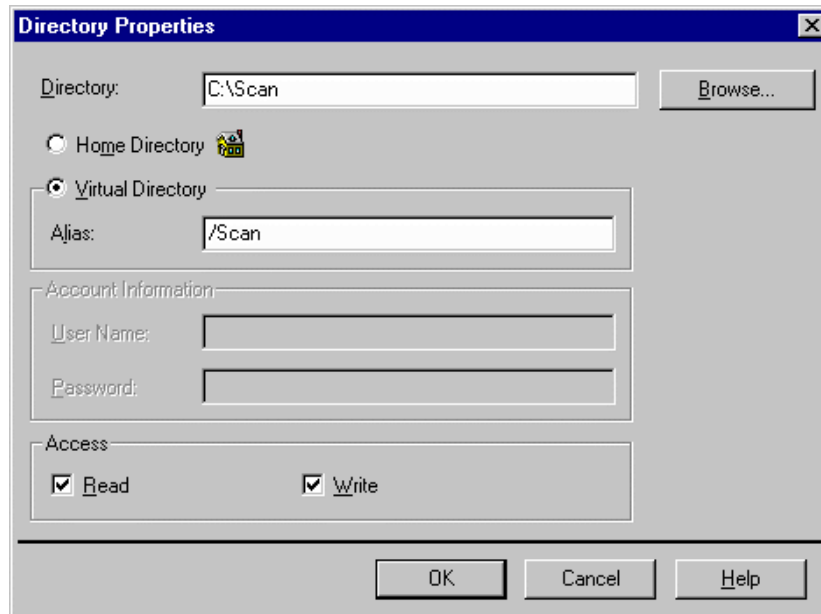 Directory Properties
Directory: C:\Scan Browse...
Home Directory
Virtual Directory
Alias: /Scan
Account Information
User Name:
Password:
Access
Read Write
OK Cancel Help